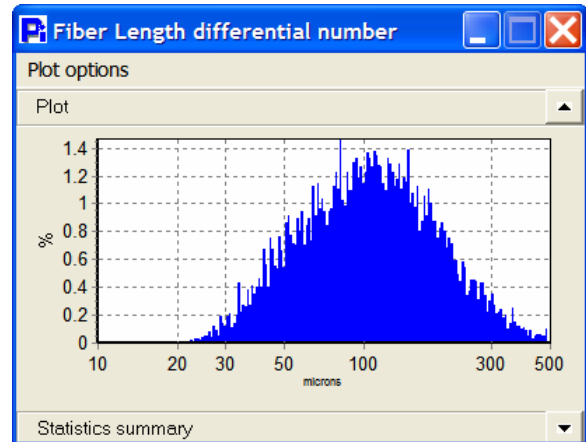 Pi Fiber Length differential number
Plot options
Plot
%
1.4
1.2
1
0.8
0.6
0.4
0.2
0
10 20 30 50 100 300 500
microns
Statistics summary